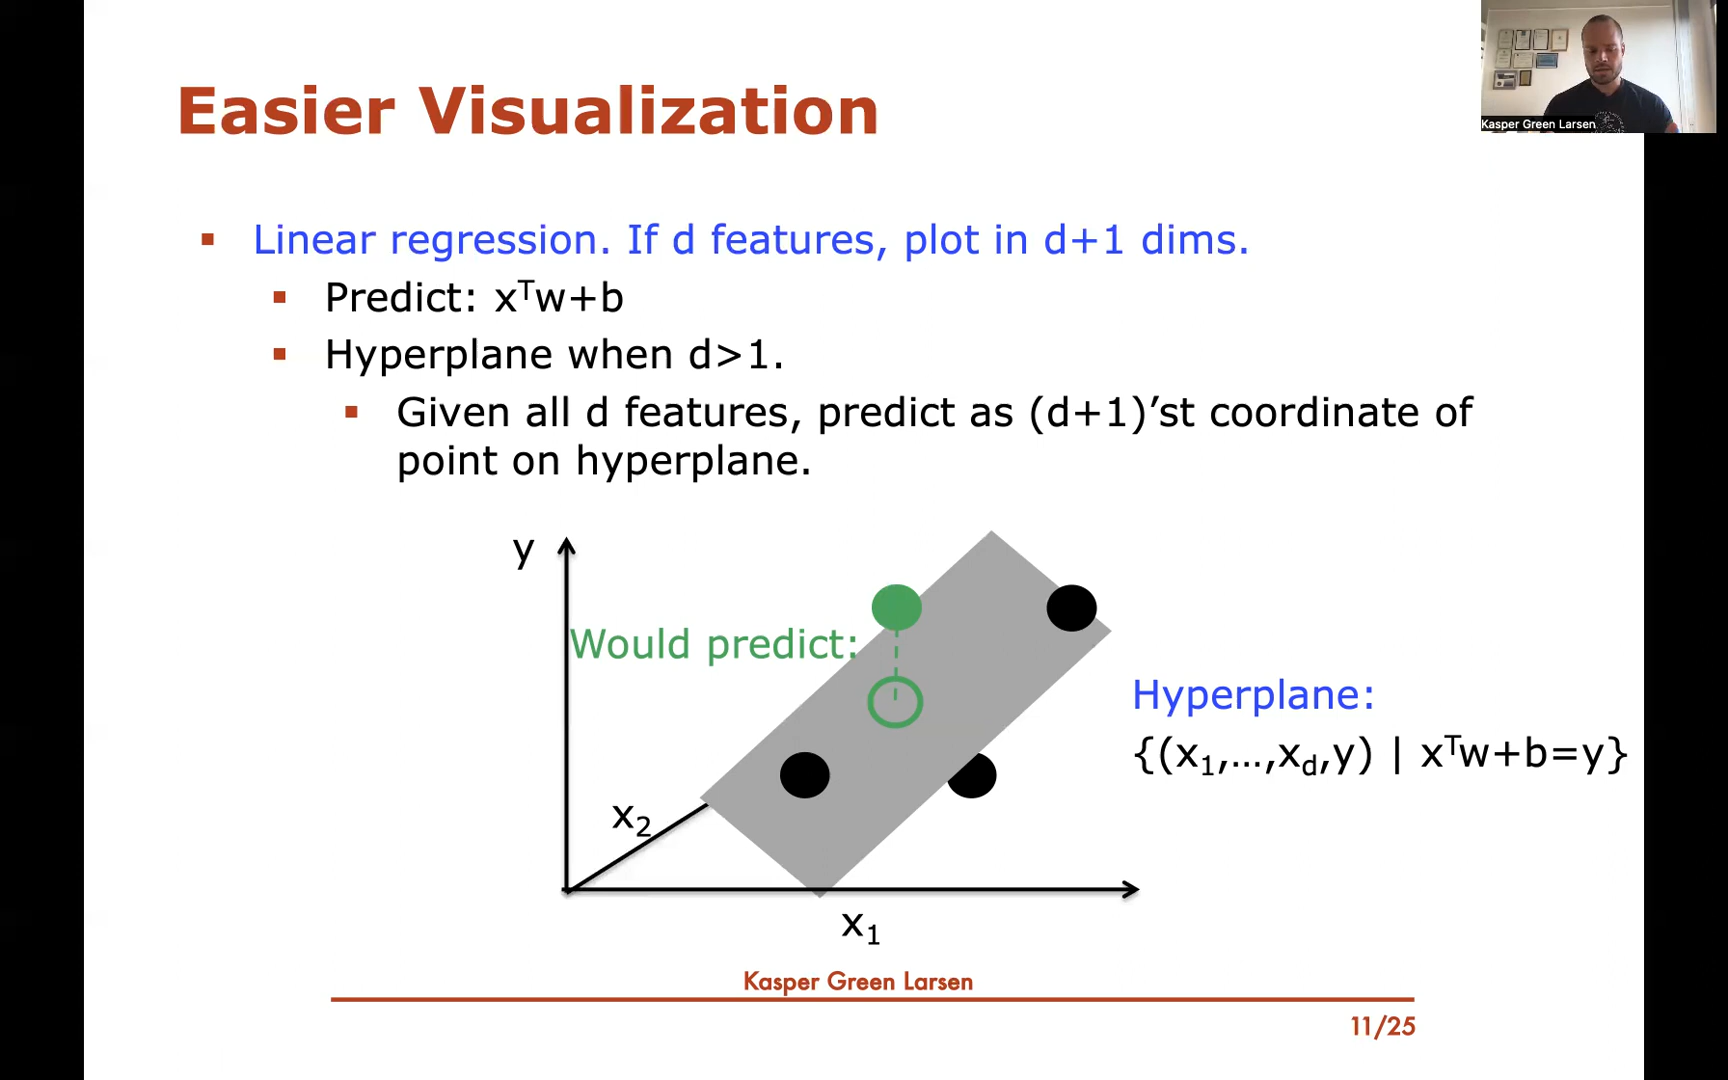 Easier Visualization
Kasper Green Larsen
Linear regression. If d features, plot in d+1 dims.
Predict: xᵀw+b
Hyperplane when d>1.
Given all d features, predict as (d+1)’st coordinate of
point on hyperplane.
y
Would predict:
Hyperplane:
{(x₁,…,x_d,y) | xᵀw+b=y}
x₂
x₁
Kasper Green Larsen
11/25